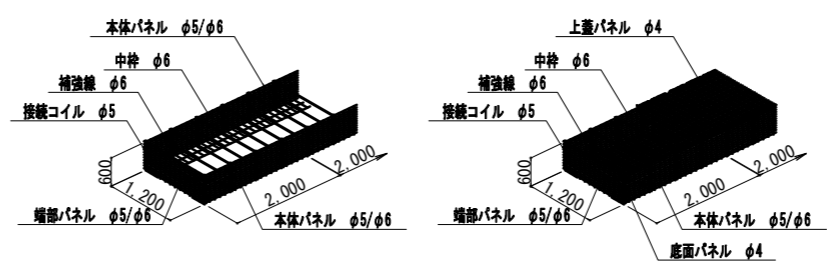 本体パネル φ5/φ6
中枠 φ6
補強線 φ6
接続コイル φ5
600
1,200
2,000
2,000
端部パネル φ5/φ6
本体パネル φ5/φ6
上蓋パネル φ4
中枠 φ6
補強線 φ6
接続コイル φ5
600
1,200
2,000
2,000
端部パネル φ5/φ6
本体パネル φ5/φ6
底面パネル φ4